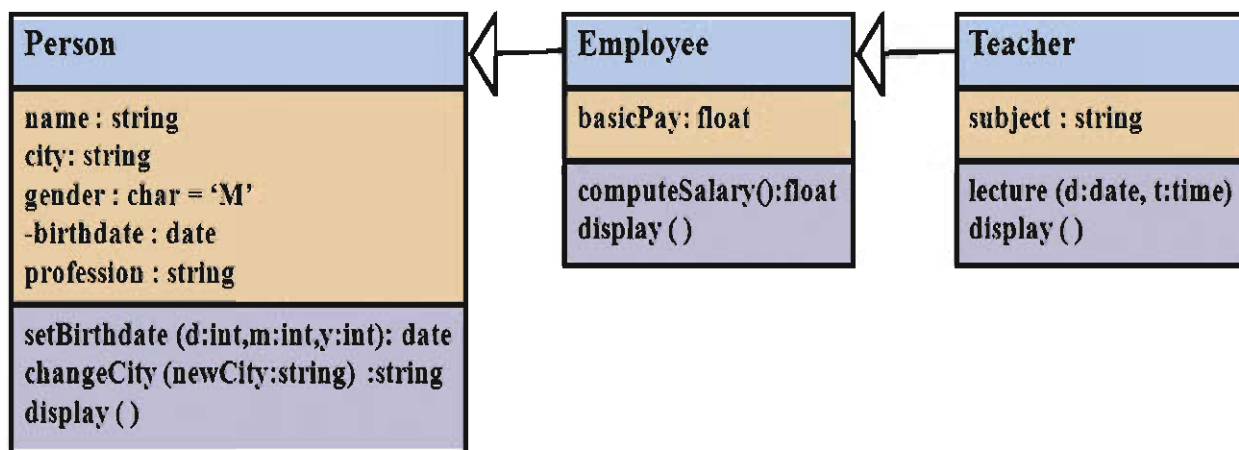 Person
name : string
city: string
gender : char = ‘M’
-birthdate : date
profession : string
setBirthdate (d:int,m:int,y:int): date
changeCity (newCity:string) :string
display ( )
Employee
basicPay: float
computeSalary():float
display ( )
Teacher
subject : string
lecture (d:date, t:time)
display ( )